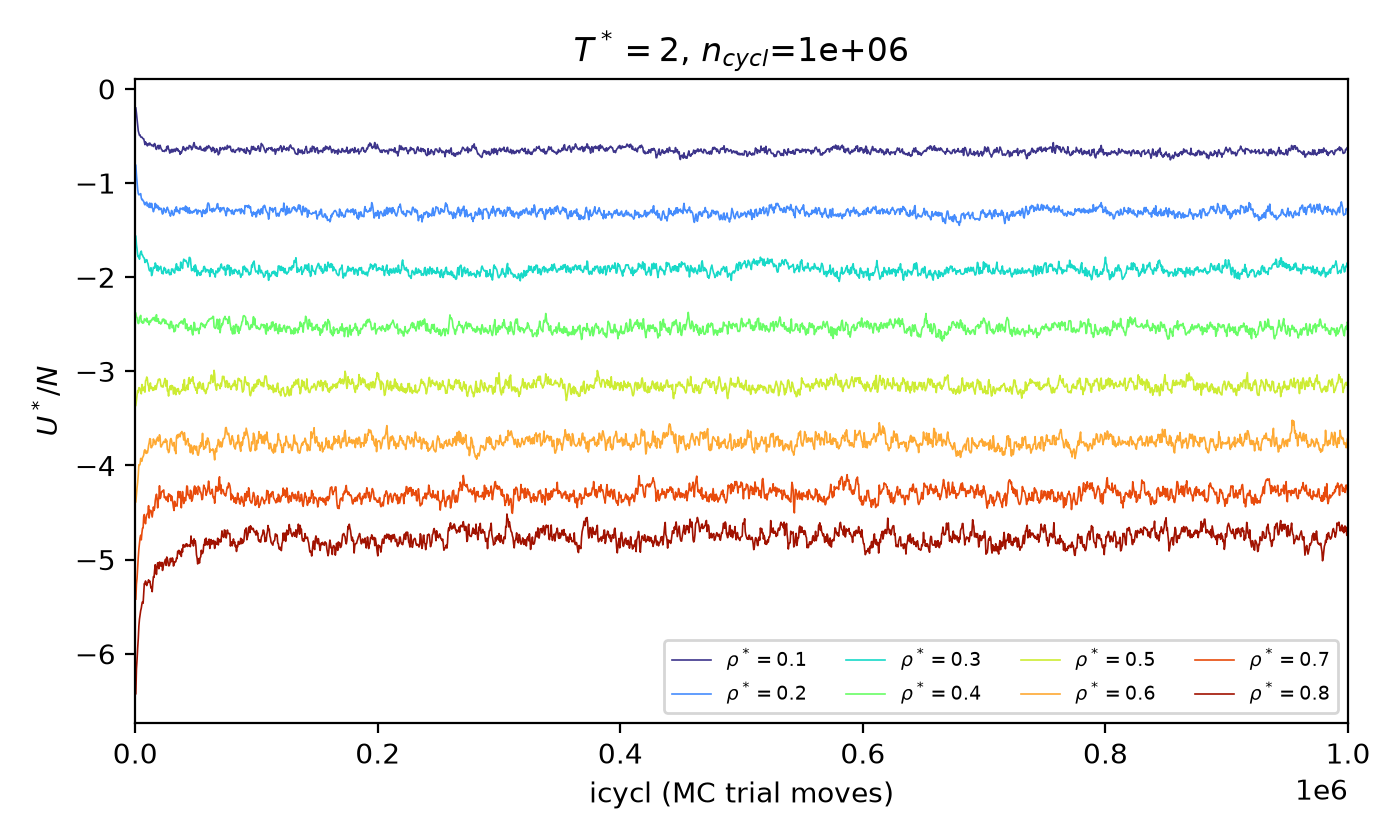 T* = 2, n_cycl=1e+06
0
−1
−2
−3
−4
−5
−6
U*/N
ρ* = 0.1 ρ* = 0.3 ρ* = 0.5 ρ* = 0.7
ρ* = 0.2 ρ* = 0.4 ρ* = 0.6 ρ* = 0.8
0.0 0.2 0.4 0.6 0.8 1.0
1e6
icycl (MC trial moves)